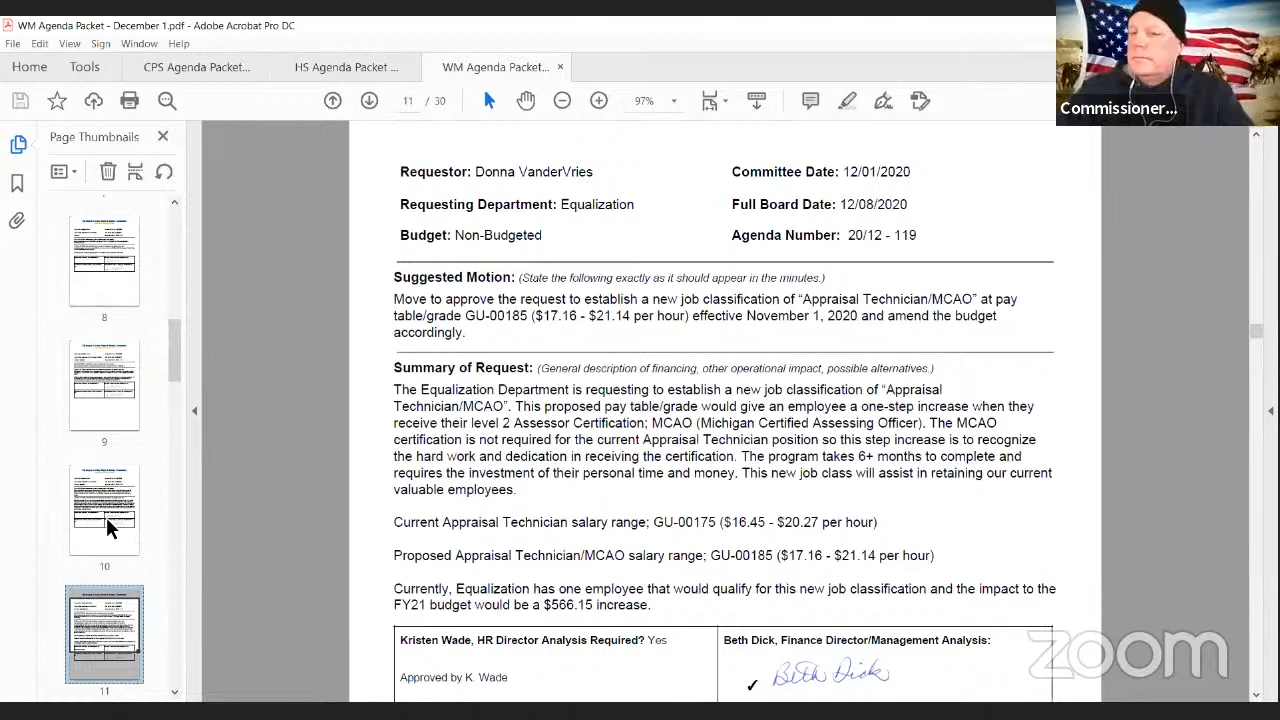 WM Agenda Packet - December 1.pdf - Adobe Acrobat Pro DC
File Edit View Sign Window Help
Home Tools CPS Agenda Packet... HS Agenda Packet ... WM Agenda Packet... ×
11 / 30 97%
Commissioner...
Page Thumbnails
8
9
10
11
Requestor: Donna VanderVries Committee Date: 12/01/2020
Requesting Department: Equalization Full Board Date: 12/08/2020
Budget: Non-Budgeted Agenda Number: 20/12 - 119
Suggested Motion: (State the following exactly as it should appear in the minutes.)
Move to approve the request to establish a new job classification of “Appraisal Technician/MCAO” at pay
table/grade GU-00185 ($17.16 - $21.14 per hour) effective November 1, 2020 and amend the budget
accordingly.
Summary of Request: (General description of financing, other operational impact, possible alternatives.)
The Equalization Department is requesting to establish a new job classification of “Appraisal
Technician/MCAO”. This proposed pay table/grade would give an employee a one-step increase when they
receive their level 2 Assessor Certification; MCAO (Michigan Certified Assessing Officer). The MCAO
certification is not required for the current Appraisal Technician position so this step increase is to recognize
the hard work and dedication in receiving the certification. The program takes 6+ months to complete and
requires the investment of their personal time and money. This new job class will assist in retaining our current
valuable employees.
Current Appraisal Technician salary range; GU-00175 ($16.45 - $20.27 per hour)
Proposed Appraisal Technician/MCAO salary range; GU-00185 ($17.16 - $21.14 per hour)
Currently, Equalization has one employee that would qualify for this new job classification and the impact to the
FY21 budget would be a $566.15 increase.
Kristen Wade, HR Director Analysis Required? Yes Beth Dick, Finance Director/Management Analysis:
Approved by K. Wade ✓ Beth Dick
zoom